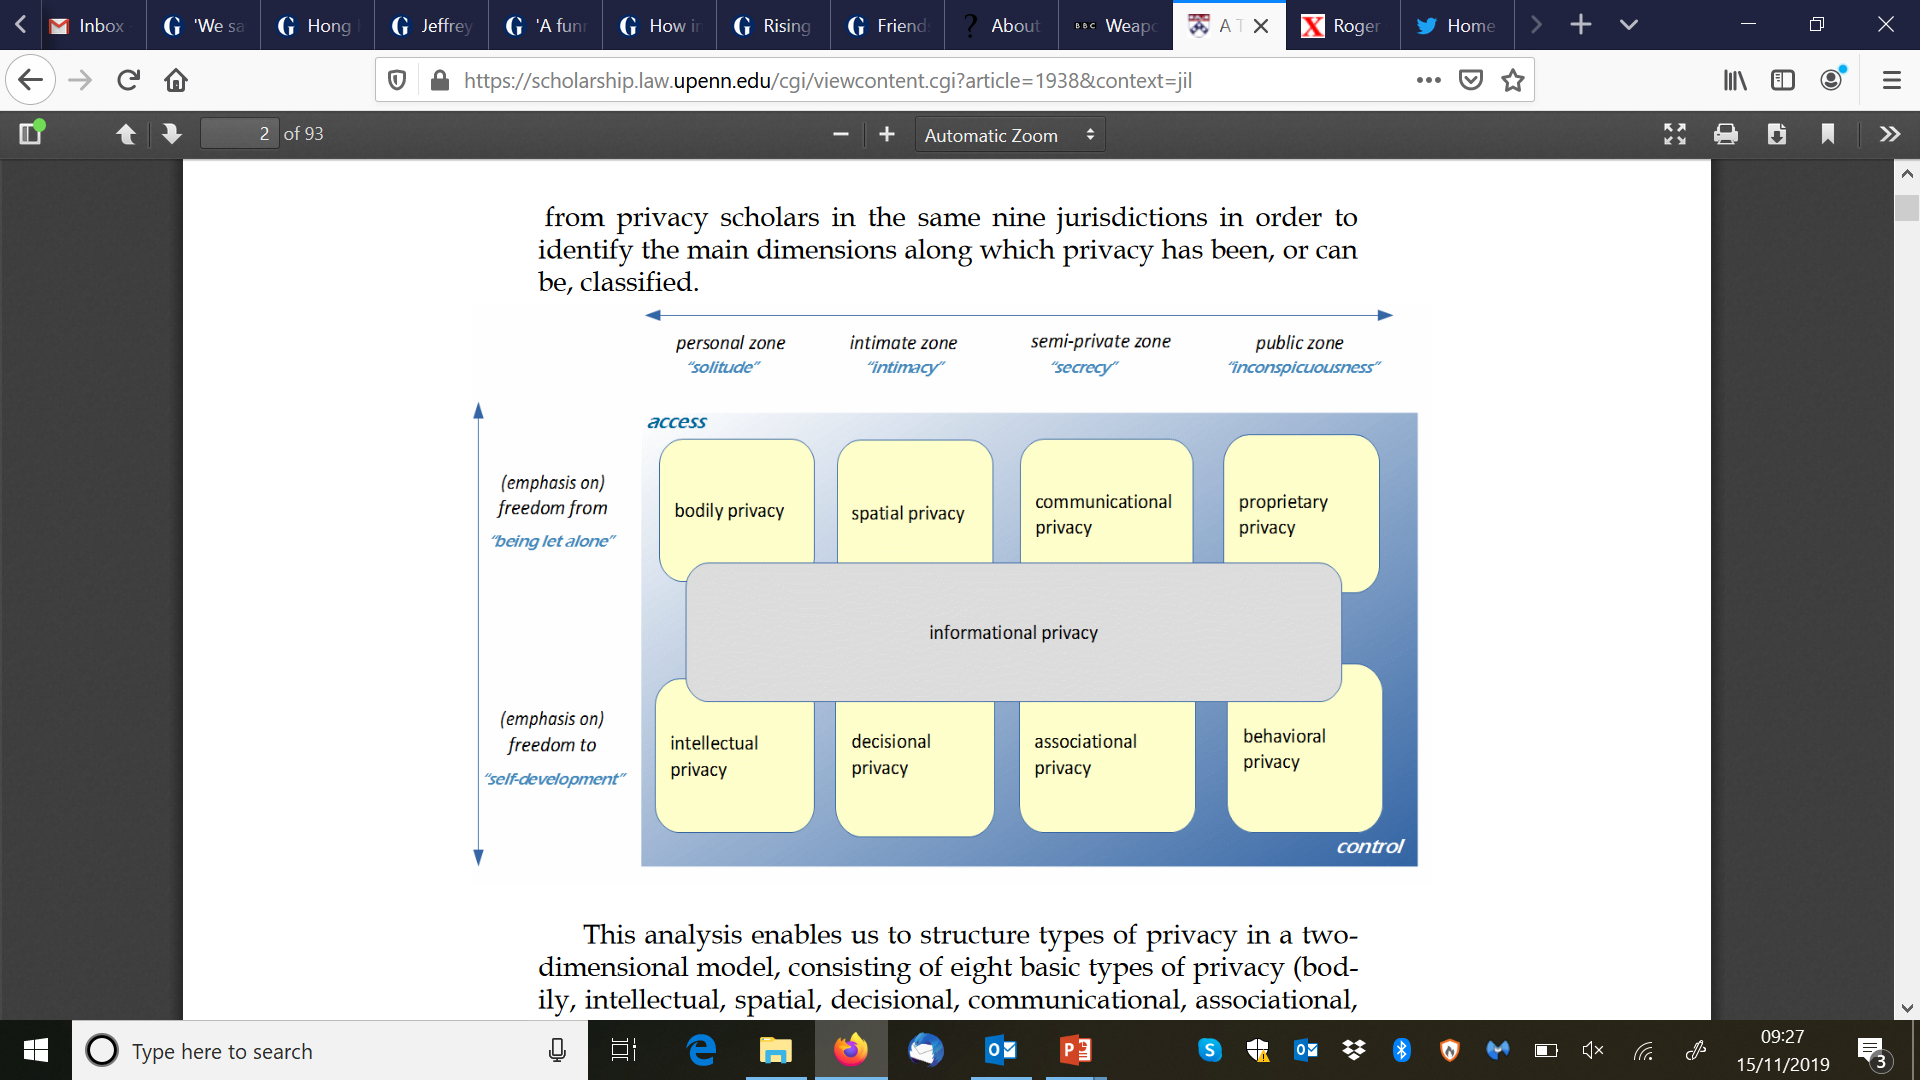 Inbox
'We sa
Hong
Jeffrey
'A fun
How i
Rising
Friend
About
BBC
Weapo
A T
X
Roger
Home
https://scholarship.law.upenn.edu/cgi/viewcontent.cgi?article=1938&context=jil
2 of 93
Automatic Zoom
from privacy scholars in the same nine jurisdictions in order to
identify the main dimensions along which privacy has been, or can
be, classified.
personal zone
"solitude"
intimate zone
"intimacy"
semi-private zone
"secrecy"
public zone
"inconspicuousness"
access
(emphasis on)
freedom from
"being let alone"
bodily privacy
spatial privacy
communicational
privacy
proprietary
privacy
informational privacy
(emphasis on)
freedom to
"self-development"
intellectual
privacy
decisional
privacy
associational
privacy
behavioral
privacy
control
This analysis enables us to structure types of privacy in a two-
dimensional model, consisting of eight basic types of privacy (bod-
ily, intellectual, spatial, decisional, communicational, associational,
Type here to search
09:27
15/11/2019
3